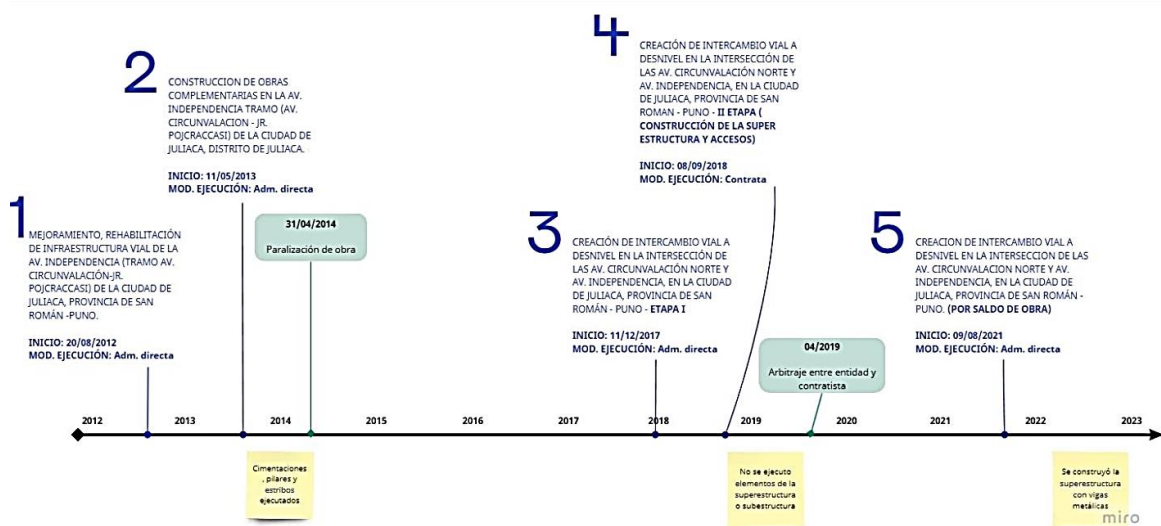 1
MEJORAMIENTO, REHABILITACIÓN
DE INFRAESTRUCTURA VIAL DE LA
AV. INDEPENDENCIA (TRAMO AV.
CIRCUNVALACIÓN-JR.
POJCRACCASI) DE LA CIUDAD DE
JULIACA, PROVINCIA DE SAN
ROMÁN -PUNO.
INICIO: 20/08/2012
MOD. EJECUCIÓN: Adm. directa
2
CONSTRUCCION DE OBRAS
COMPLEMENTARIAS EN LA AV.
INDEPENDENCIA TRAMO (AV.
CIRCUNVALACION - JR.
POJCRACCASI) DE LA CIUDAD DE
JULIACA, DISTRITO DE JULIACA.
INICIO: 11/05/2013
MOD. EJECUCIÓN: Adm. directa
31/04/2014
Paralización de obra
3
CREACIÓN DE INTERCAMBIO VIAL A
DESNIVEL EN LA INTERSECCIÓN DE
LAS AV. CIRCUNVALACIÓN NORTE Y
AV. INDEPENDENCIA, EN LA CIUDAD
DE JULIACA, PROVINCIA DE SAN
ROMÁN - PUNO - ETAPA I
INICIO: 11/12/2017
MOD. EJECUCIÓN: Adm. directa
4
CREACIÓN DE INTERCAMBIO VIAL A
DESNIVEL EN LA INTERSECCIÓN DE
LAS AV. CIRCUNVALACIÓN NORTE Y
AV. INDEPENDENCIA, EN LA CIUDAD
DE JULIACA, PROVINCIA DE SAN
ROMAN - PUNO - II ETAPA (
CONSTRUCCIÓN DE LA SUPER
ESTRUCTURA Y ACCESOS)
INICIO: 08/09/2018
MOD. EJECUCIÓN: Contrata
04/2019
Arbitraje entre entidad y
contratista
5
CREACION DE INTERCAMBIO VIAL A
DESNIVEL EN LA INTERSECCION DE LAS
AV. CIRCUNVALACION NORTE Y AV.
INDEPENDENCIA, EN LA CIUDAD DE
JULIACA, PROVINCIA DE SAN ROMÁN -
PUNO. (POR SALDO DE OBRA)
INICIO: 09/08/2021
MOD. EJECUCIÓN: Adm. directa
2012 2013 2014 2015 2016 2017 2018 2019 2020 2021 2022 2023
Cimentaciones
, pilares y
estribos
ejecutados
No se ejecuto
elementos de la
superestructura
o subestructura
Se construyó la
superestructura
con vigas
metálicas
miro